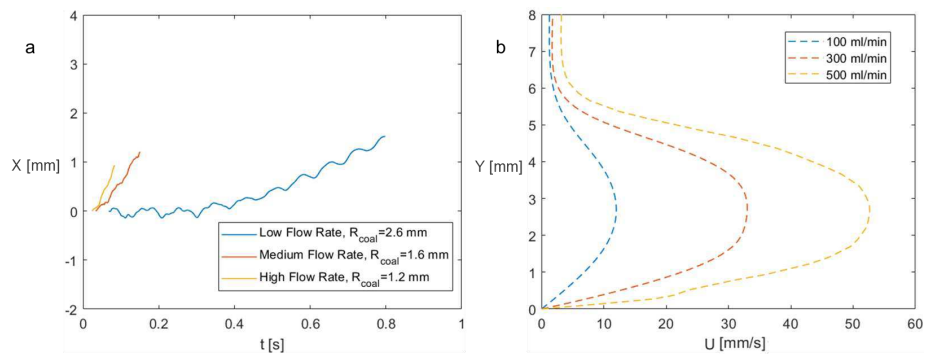 a
X [mm]
4
3
2
1
0
-1
-2
0
0.2
0.4
0.6
0.8
1
t [s]
Low Flow Rate, R_coal=2.6 mm
Medium Flow Rate, R_coal=1.6 mm
High Flow Rate, R_coal=1.2 mm
b
Y [mm]
8
7
6
5
4
3
2
1
0
0
10
20
30
40
50
60
U [mm/s]
100 ml/min
300 ml/min
500 ml/min